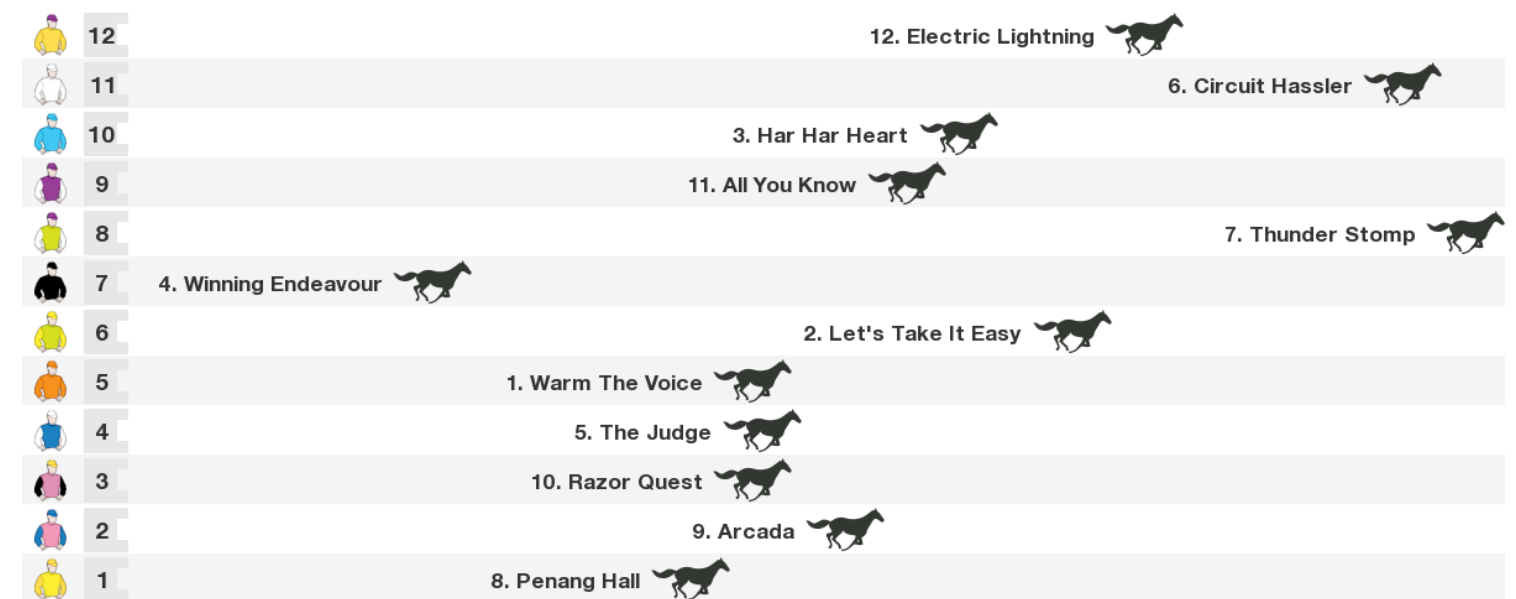 12 12. Electric Lightning
11 6. Circuit Hassler
10 3. Har Har Heart
9 11. All You Know
8 7. Thunder Stomp
7 4. Winning Endeavour
6 2. Let's Take It Easy
5 1. Warm The Voice
4 5. The Judge
3 10. Razor Quest
2 9. Arcada
1 8. Penang Hall